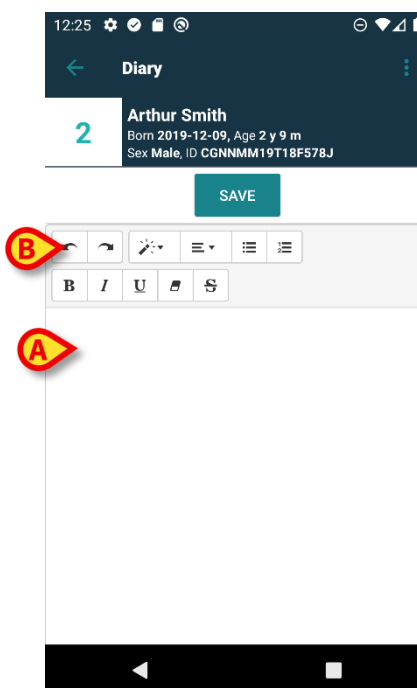 12:25
Diary
2
Arthur Smith
Born 2019-12-09, Age 2 y 9 m
Sex Male, ID CGNNMM19T18F578J
SAVE
B
B I U S
A